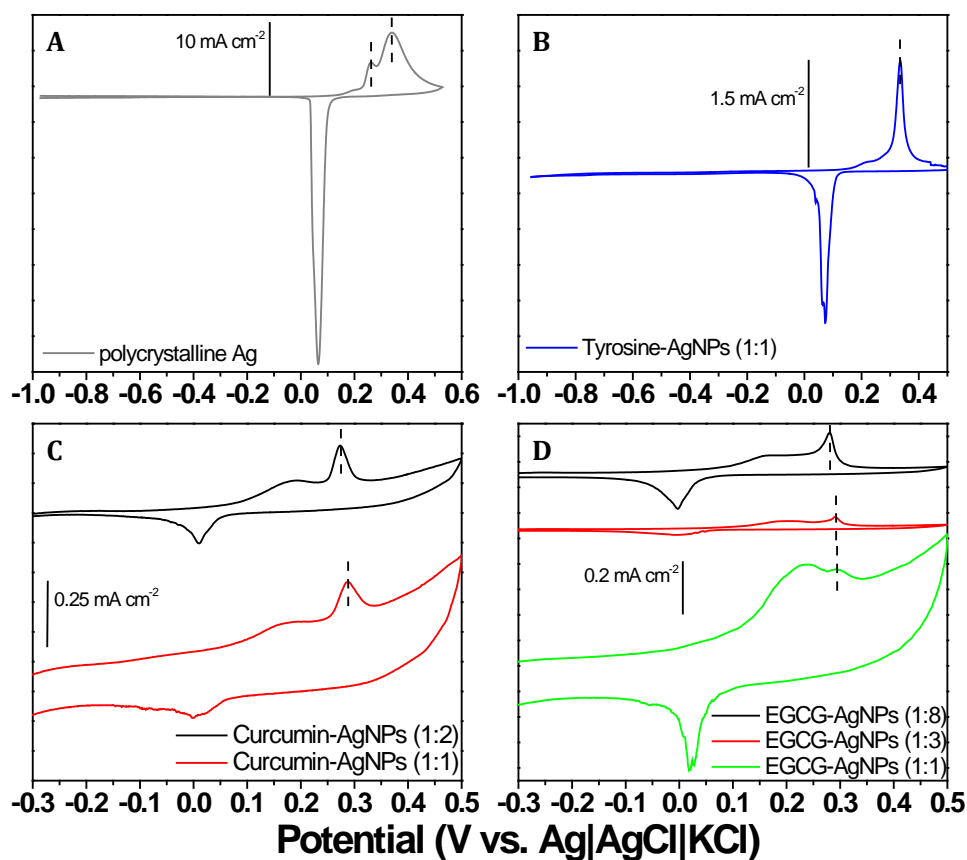 A
10 mA cm-2
polycrystalline Ag
-1.0 -0.8 -0.6 -0.4 -0.2 0.0 0.2 0.4 0.6
B
1.5 mA cm-2
Tyrosine-AgNPs (1:1)
-1.0 -0.8 -0.6 -0.4 -0.2 0.0 0.2 0.4
C
0.25 mA cm-2
Curcumin-AgNPs (1:2)
Curcumin-AgNPs (1:1)
-0.3 -0.2 -0.1 0.0 0.1 0.2 0.3 0.4 0.5
D
0.2 mA cm-2
EGCG-AgNPs (1:8)
EGCG-AgNPs (1:3)
EGCG-AgNPs (1:1)
-0.3 -0.2 -0.1 0.0 0.1 0.2 0.3 0.4 0.5
Potential (V vs. Ag|AgCl||KCl)